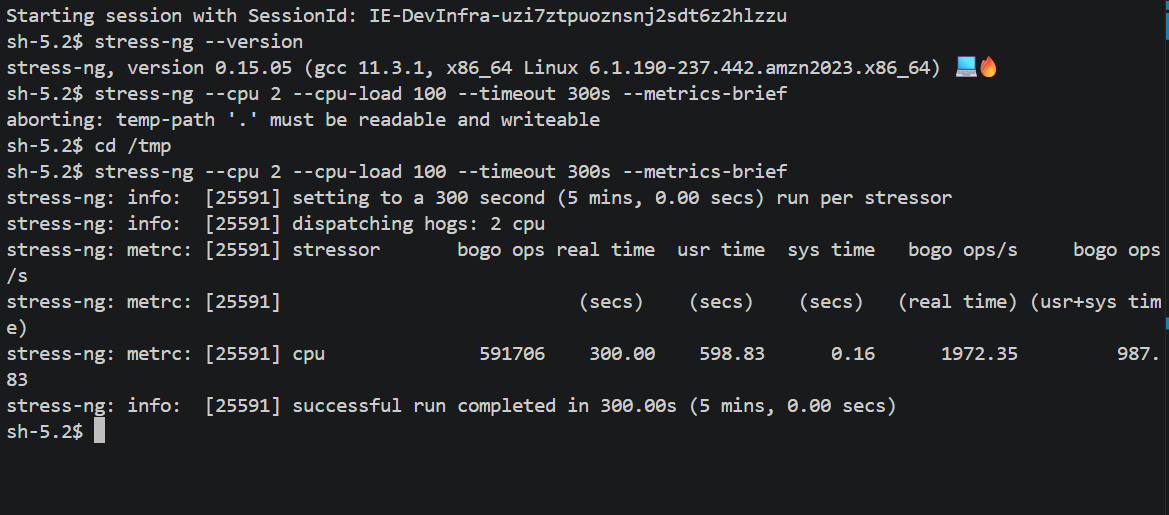 Starting session with SessionId: IE-DevInfra-uzi7ztpuoznsnj2sdt6z2hlzzu
sh-5.2$ stress-ng --version
stress-ng, version 0.15.05 (gcc 11.3.1, x86_64 Linux 6.1.190-237.442.amzn2023.x86_64) 💻🔥
sh-5.2$ stress-ng --cpu 2 --cpu-load 100 --timeout 300s --metrics-brief
aborting: temp-path '.' must be readable and writeable
sh-5.2$ cd /tmp
sh-5.2$ stress-ng --cpu 2 --cpu-load 100 --timeout 300s --metrics-brief
stress-ng: info:  [25591] setting to a 300 second (5 mins, 0.00 secs) run per stressor
stress-ng: info:  [25591] dispatching hogs: 2 cpu
stress-ng: metrc: [25591] stressor       bogo ops real time  usr time  sys time   bogo ops/s     bogo ops
/s
stress-ng: metrc: [25591]                           (secs)    (secs)    (secs)   (real time) (usr+sys tim
e)
stress-ng: metrc: [25591] cpu              591706    300.00    598.83      0.16      1972.35         987.
83
stress-ng: info:  [25591] successful run completed in 300.00s (5 mins, 0.00 secs)
sh-5.2$